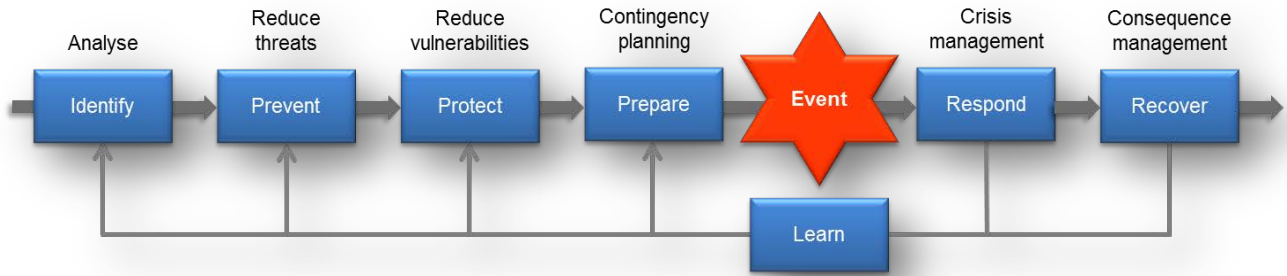 Analyse
Reduce
threats
Reduce
vulnerabilities
Contingency
planning
Crisis
management
Consequence
management
Identify
Prevent
Protect
Prepare
Event
Respond
Recover
Learn